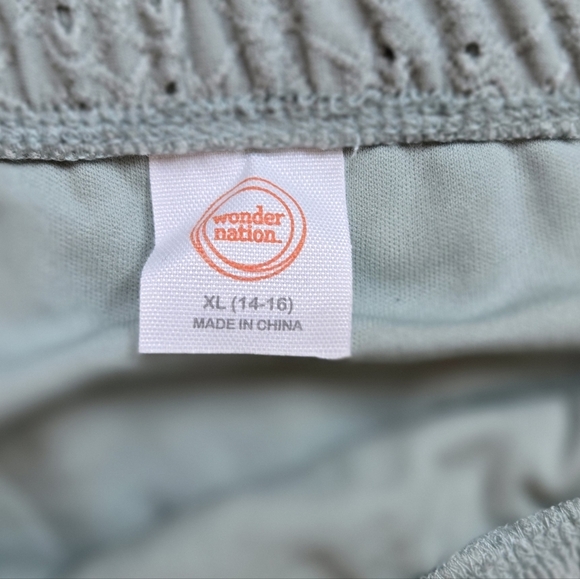 wonder
nation.
XL (14-16)
MADE IN CHINA